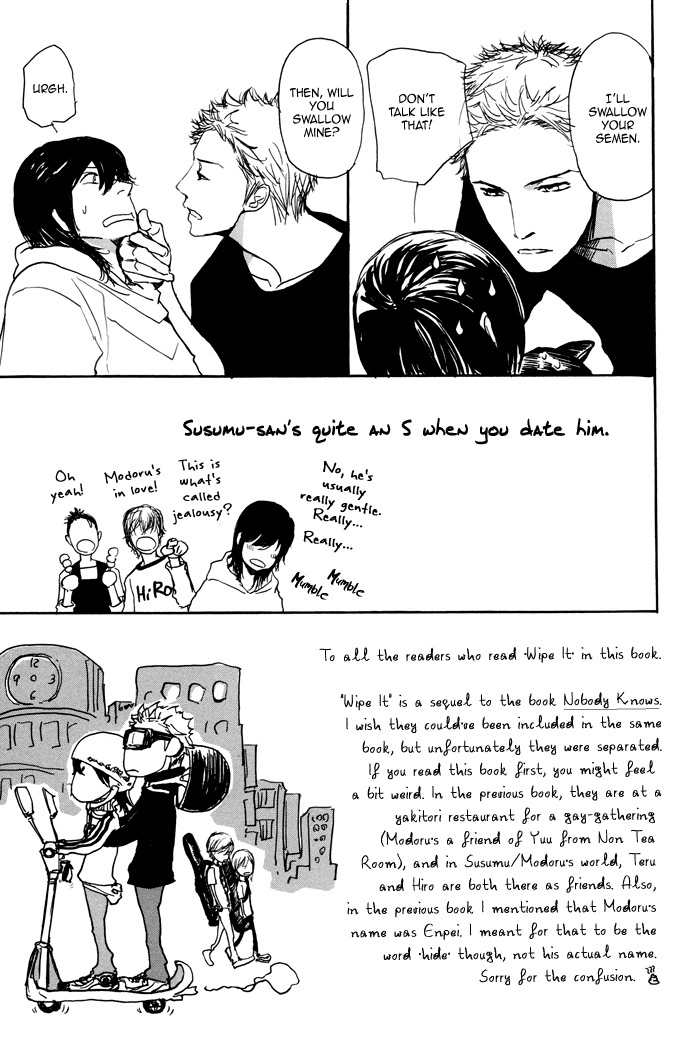 I'LL
SWALLOW
YOUR
SEMEN.
DON'T
TALK LIKE
THAT!
THEN, WILL
YOU
SWALLOW
MINE?
URGH.
SUSUMU-SAN'S QUITE AN S WHEN YOU DATE HIM.
No, he's
usually
really gentle.
Really...
Really...
Mumble
Mumble
This is
what's
called
jealousy?
Modoru's
in love!
Oh
yeah!
HiRO
To all the readers who read "Wipe It" in this book.
"Wipe It" is a sequel to the book Nobody Knows.
I wish they could've been included in the same
book, but unfortunately they were separated.
If you read this book first, you might feel
a bit weird. In the previous book, they are at a
yakitori restaurant for a gay-gathering
(Modoru's a friend of Yuu from Non Tea
Room), and in Susumu/Modoru's world, Teru
and Hiro are both there as friends. Also,
in the previous book I mentioned that Modoru's
name was Enpei. I meant for that to be the
word "hide" though, not his actual name.
Sorry for the confusion.
12
9 0 3
6